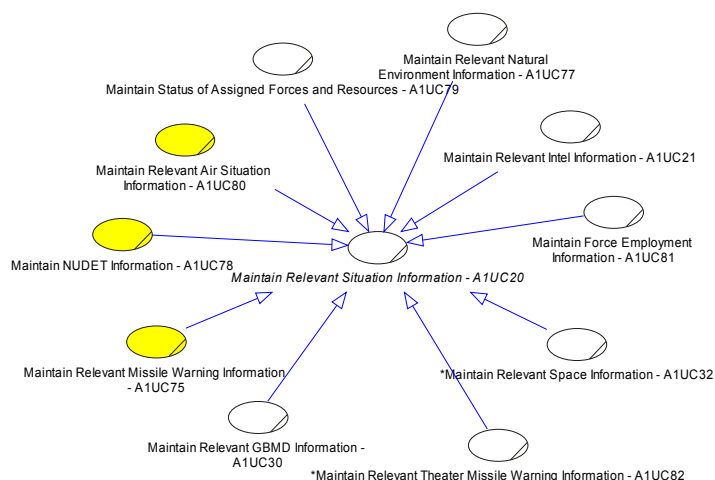 Maintain Relevant Natural
Environment Information - A1UC77
Maintain Status of Assigned Forces and Resources - A1UC79
Maintain Relevant Intel Information - A1UC21
Maintain Relevant Air Situation
Information - A1UC80
Maintain Force Employment
Information - A1UC81
Maintain NUDET Information - A1UC78
Maintain Relevant Situation Information - A1UC20
Maintain Relevant Missile Warning Information
- A1UC75
*Maintain Relevant Space Information - A1UC32
Maintain Relevant GBMD Information -
A1UC30
*Maintain Relevant Theater Missile Warning Information - A1UC82